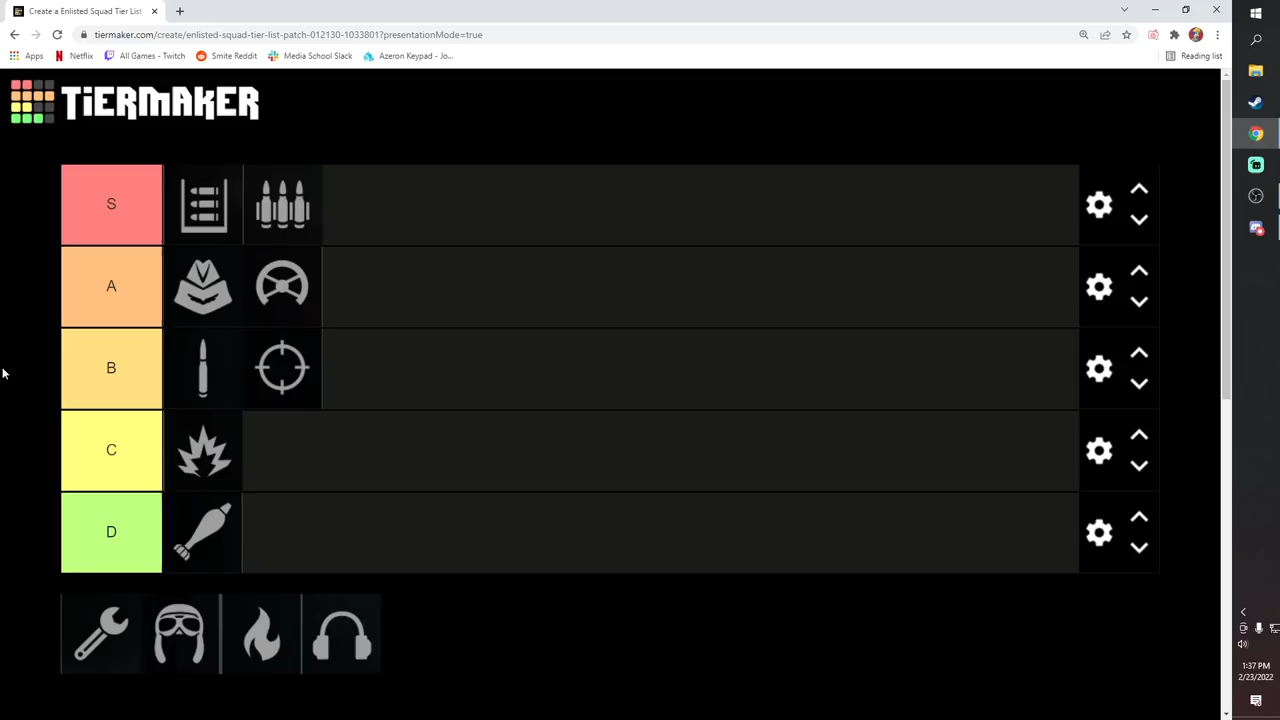 Create a Enlisted Squad Tier List
tiermaker.com/create/enlisted-squad-tier-list-patch-012130-1033801?presentationMode=true
Apps
Netflix
All Games - Twitch
Smite Reddit
Media School Slack
Azeron Keypad - Jo...
Reading list
TiERMAKER
S
A
B
C
D
1:37 PM
2/23/2022